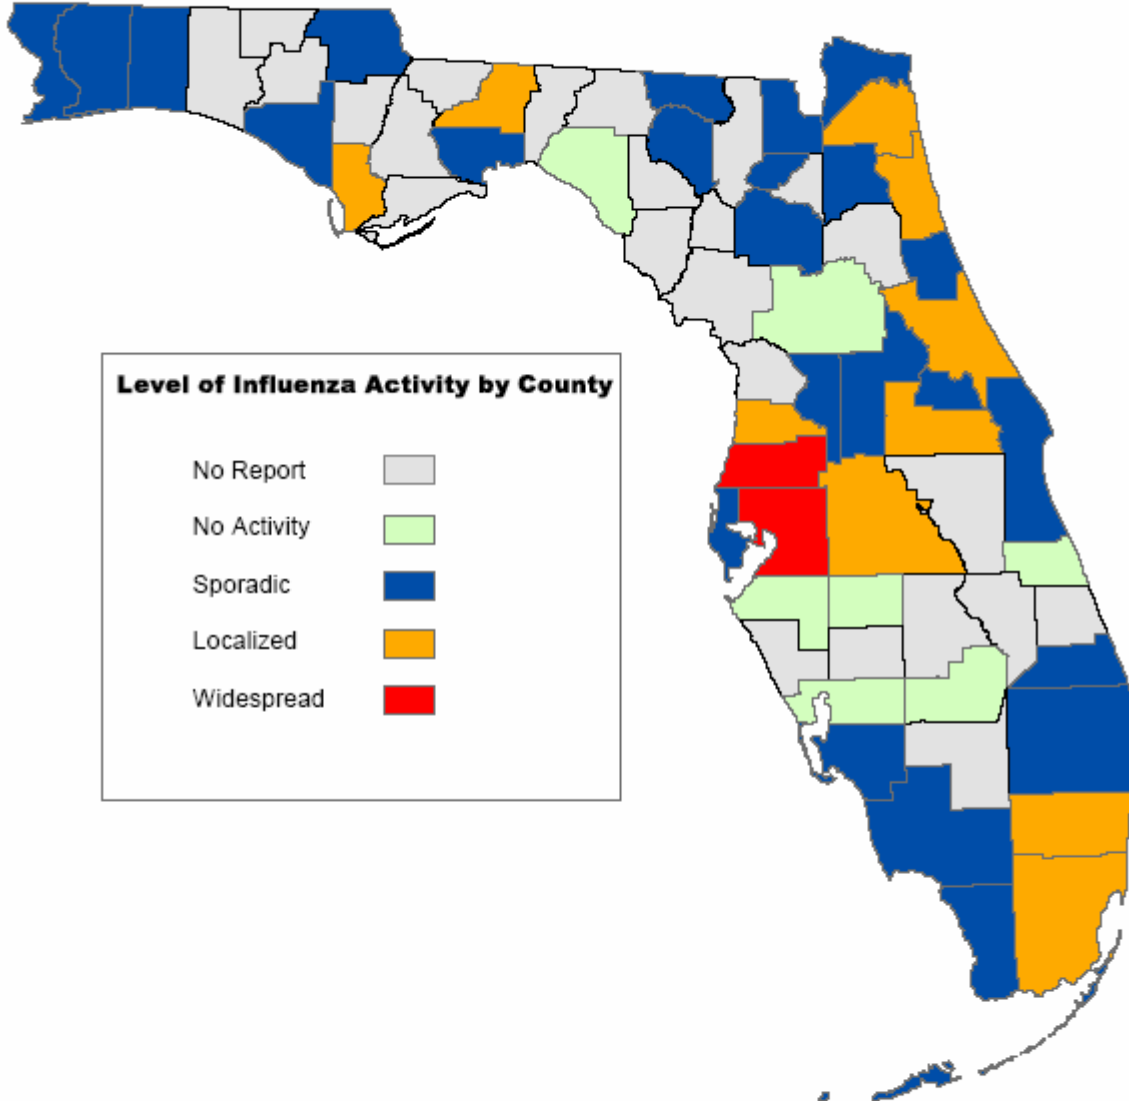 Level of Influenza Activity by County
No Report
No Activity
Sporadic
Localized
Widespread